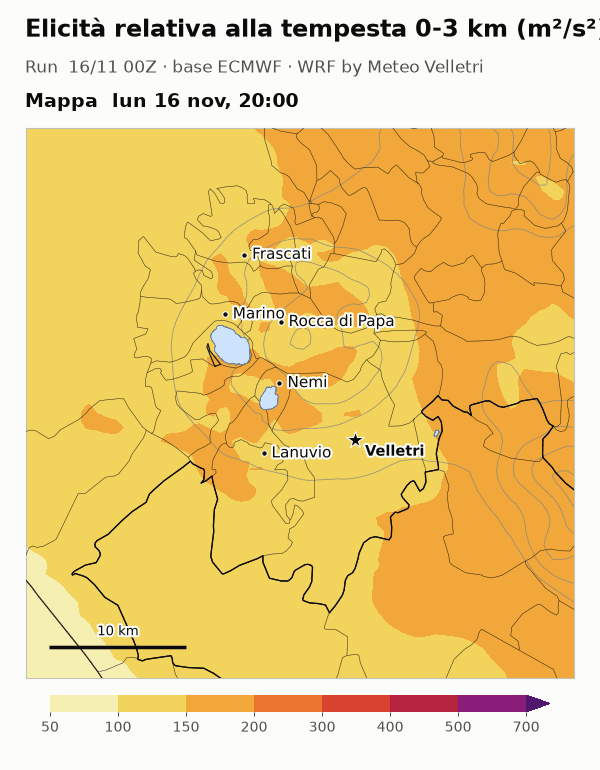 Elicità relativa alla tempesta 0-3 km (m²/s²)
Run  16/11 00Z · base ECMWF · WRF by Meteo Velletri
Mappa  lun 16 nov, 20:00
Frascati
Marino
Rocca di Papa
Nemi
Velletri
Lanuvio
10 km
50 100 150 200 300 400 500 700